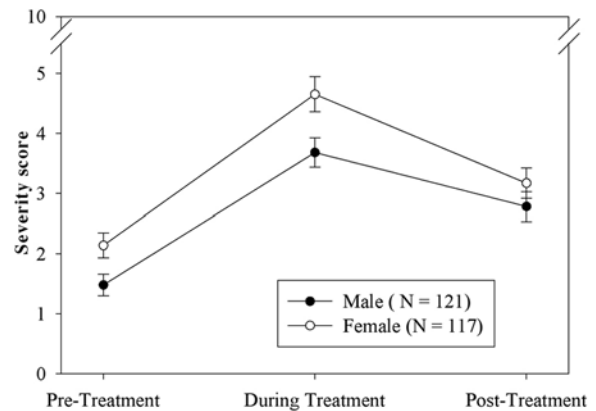 10
5
4
3
2
1
0
Severity score
Male ( N = 121)
Female (N = 117)
Pre-Treatment
During Treatment
Post-Treatment